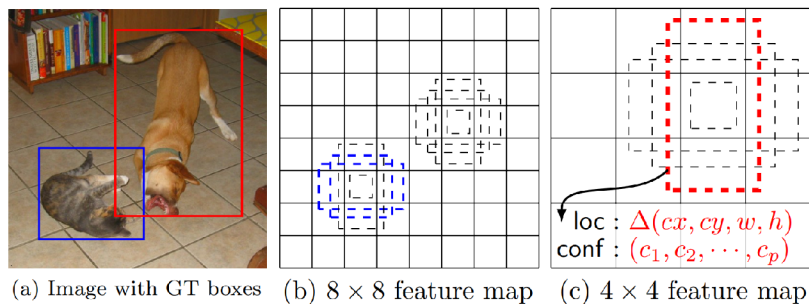 loc : Δ(cx, cy, w, h)
conf : (c₁, c₂, ⋯, cₚ)
(a) Image with GT boxes
(b) 8 × 8 feature map
(c) 4 × 4 feature map